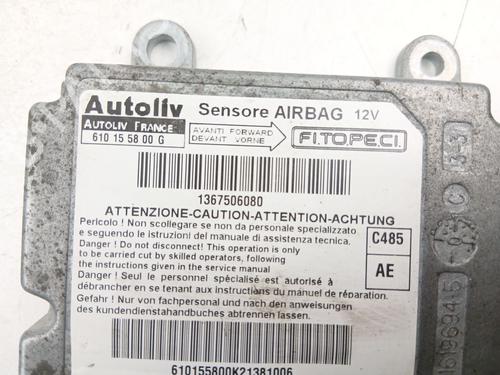 Autoliv
Sensore AIRBAG 12V
AUTOLIV FRANCE
610 15 58 00 G
AVANTI FORWARD
DEVANT VORNE
FI.TO.PE.CI.
1367506080
ATTENZIONE-CAUTION-ATTENTION-ACHTUNG
Pericolo ! Non scollegare se non da personale specializzato
e seguendo le istruzioni del manuale di assistenza tecnica.
Danger ! Do not disconnect! This operation is only
to be carried cut by skilled operators, following
the instructions given in the service manual
Danger ! Seul le personnel spécialisé est autorisé à
débrancher en se tenant aux instructions du manuel de réparation.
Gefahr ! Nur von fachpersonal und nach den anweisungen
des kundendienstahandbuches abtrennen lassen.
C485
AE
610155800K21381006